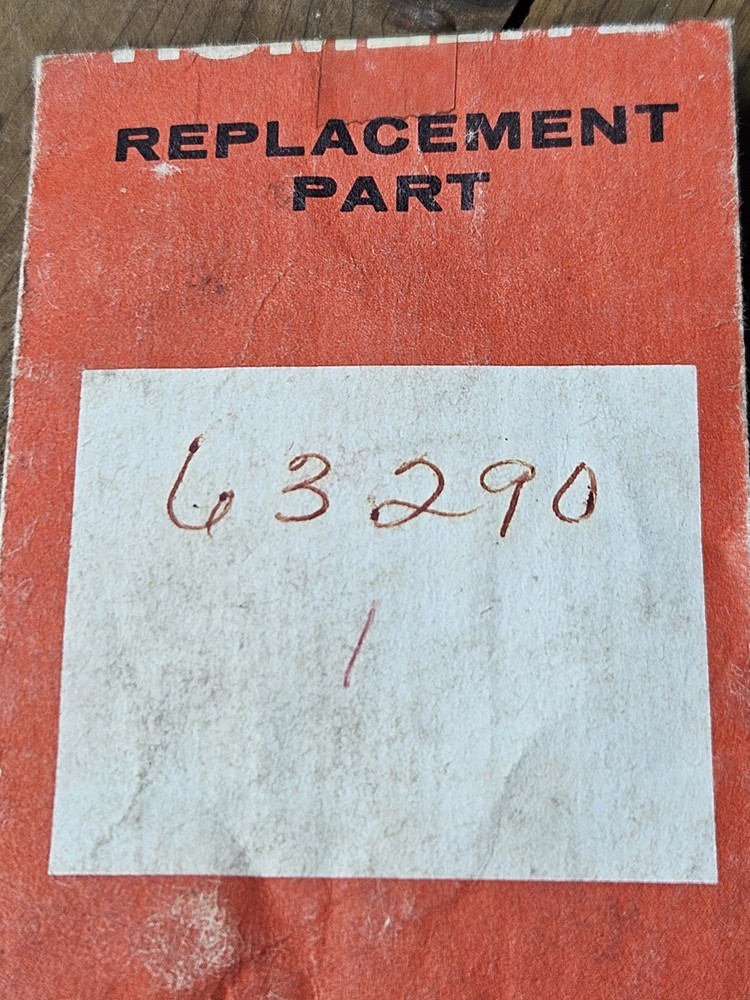 REPLACEMENT
PART
63290
1